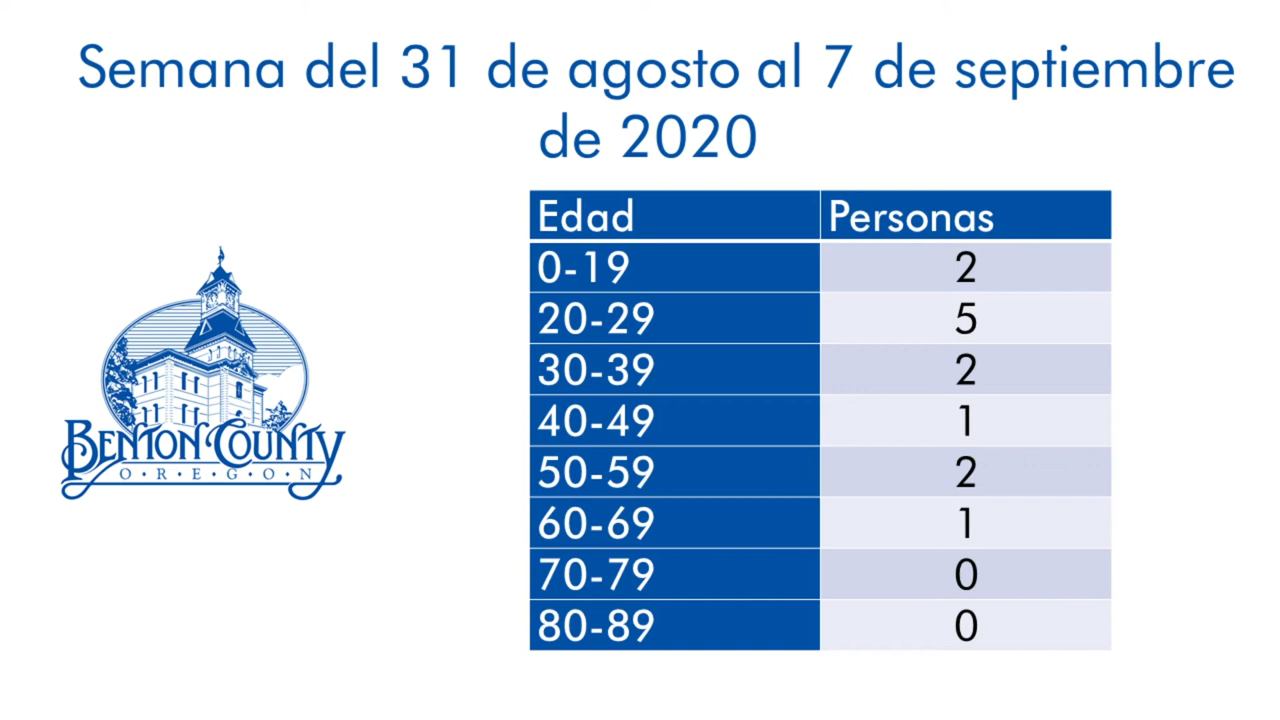 Semana del 31 de agosto al 7 de septiembre
de 2020
Edad Personas
0-19 2
20-29 5
30-39 2
40-49 1
50-59 2
60-69 1
70-79 0
80-89 0
BENTON COUNTY
O·R·E·G·O·N